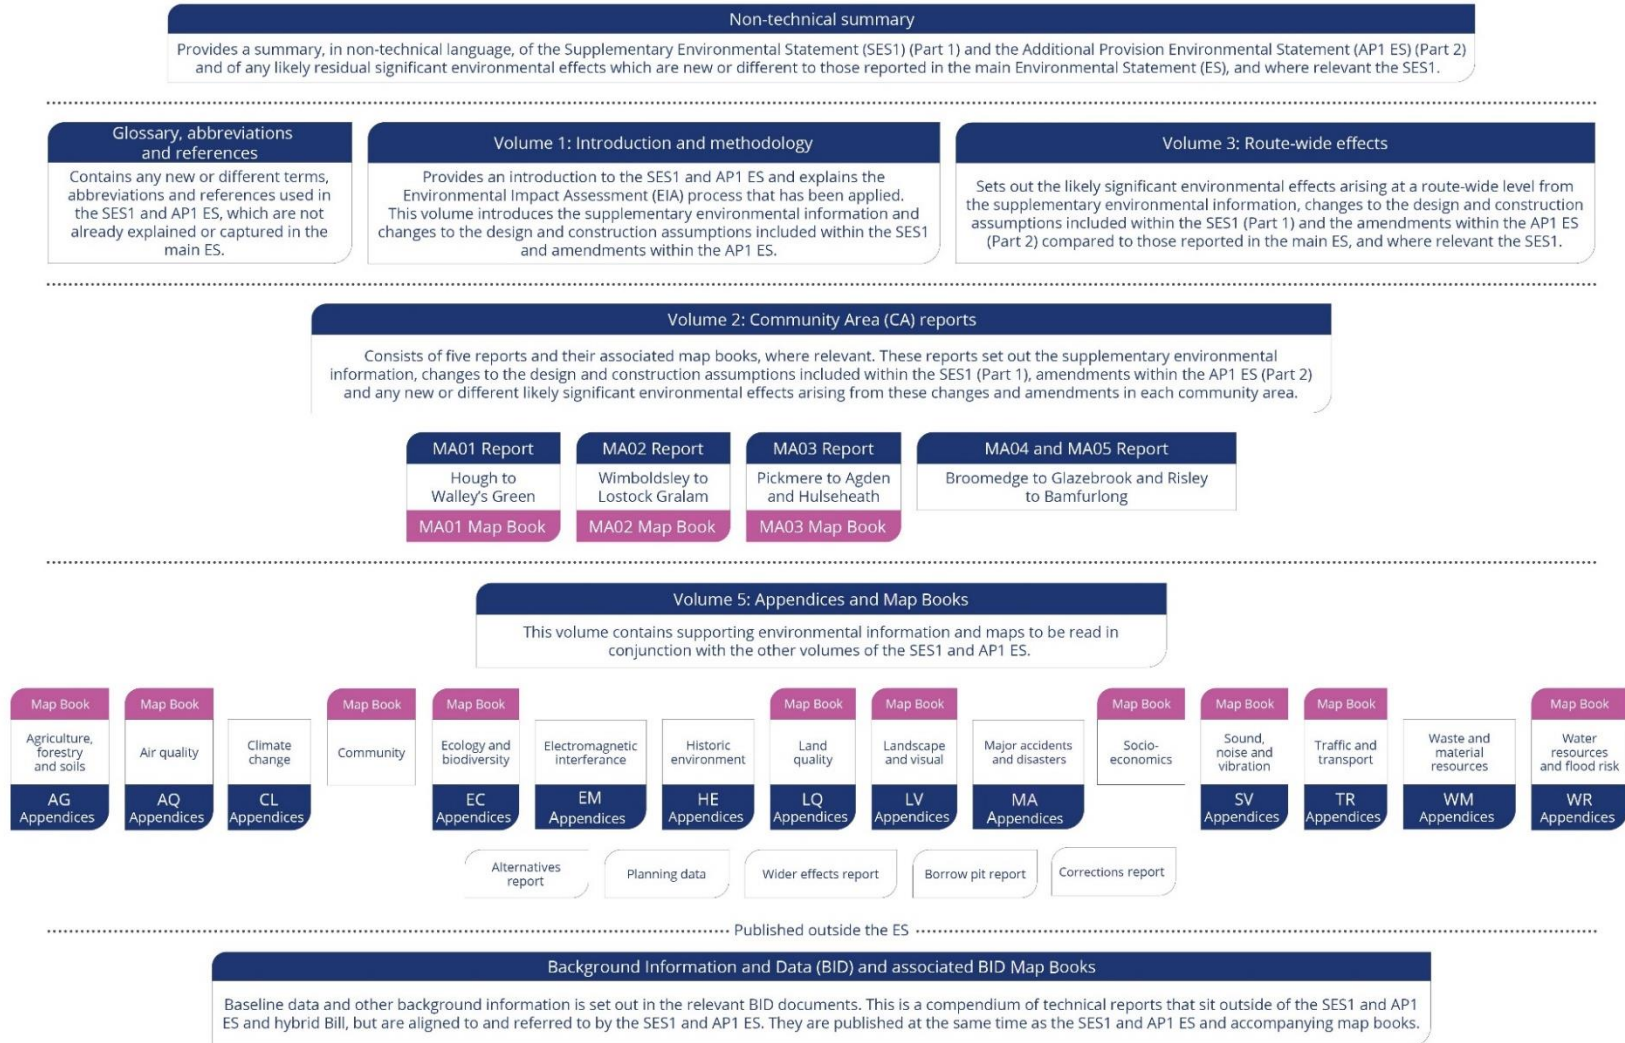 Non-technical summary
Provides a summary, in non-technical language, of the Supplementary Environmental Statement (SES1) (Part 1) and the Additional Provision Environmental Statement (AP1 ES) (Part 2)
and of any likely residual significant environmental effects which are new or different to those reported in the main Environmental Statement (ES), and where relevant the SES1.
Glossary, abbreviations
and references
Contains any new or different terms,
abbreviations and references used in
the SES1 and AP1 ES, which are not
already explained or captured in the
main ES.
Volume 1: Introduction and methodology
Provides an introduction to the SES1 and AP1 ES and explains the
Environmental Impact Assessment (EIA) process that has been applied.
This volume introduces the supplementary environmental information and
changes to the design and construction assumptions included within the SES1
and amendments within the AP1 ES.
Volume 3: Route-wide effects
Sets out the likely significant environmental effects arising at a route-wide level from
the supplementary environmental information, changes to the design and construction
assumptions included within the SES1 (Part 1) and the amendments within the AP1 ES
(Part 2) compared to those reported in the main ES, and where relevant the SES1.
Volume 2: Community Area (CA) reports
Consists of five reports and their associated map books, where relevant. These reports set out the supplementary environmental
information, changes to the design and construction assumptions included within the SES1 (Part 1), amendments within the AP1 ES (Part 2)
and any new or different likely significant environmental effects arising from these changes and amendments in each community area.
MA01 Report
Hough to
Walley's Green
MA01 Map Book
MA02 Report
Wimboldsley to
Lostock Gralam
MA02 Map Book
MA03 Report
Pickmere to Agden
and Hulseheath
MA03 Map Book
MA04 and MA05 Report
Broomedge to Glazebrook and Risley
to Bamfurlong
Volume 5: Appendices and Map Books
This volume contains supporting environmental information and maps to be read in
conjunction with the other volumes of the SES1 and AP1 ES.
Map Book
Agriculture,
forestry
and soils
AG
Appendices
Map Book
Air quality
AQ
Appendices
Climate
change
CL
Appendices
Map Book
Community
Map Book
Ecology and
biodiversity
EC
Appendices
Electromagnetic
interferance
EM
Appendices
Historic
environment
HE
Appendices
Map Book
Land
quality
LQ
Appendices
Map Book
Landscape
and visual
LV
Appendices
Major accidents
and disasters
MA
Appendices
Map Book
Socio-
economics
Map Book
Sound,
noise and
vibration
SV
Appendices
Map Book
Traffic and
transport
TR
Appendices
Waste and
material
resources
WM
Appendices
Map Book
Water
resources
and flood risk
WR
Appendices
Alternatives
report
Planning data
Wider effects report
Borrow pit report
Corrections report
Published outside the ES
Background Information and Data (BID) and associated BID Map Books
Baseline data and other background information is set out in the relevant BID documents. This is a compendium of technical reports that sit outside of the SES1 and AP1
ES and hybrid Bill, but are aligned to and referred to by the SES1 and AP1 ES. They are published at the same time as the SES1 and AP1 ES and accompanying map books.